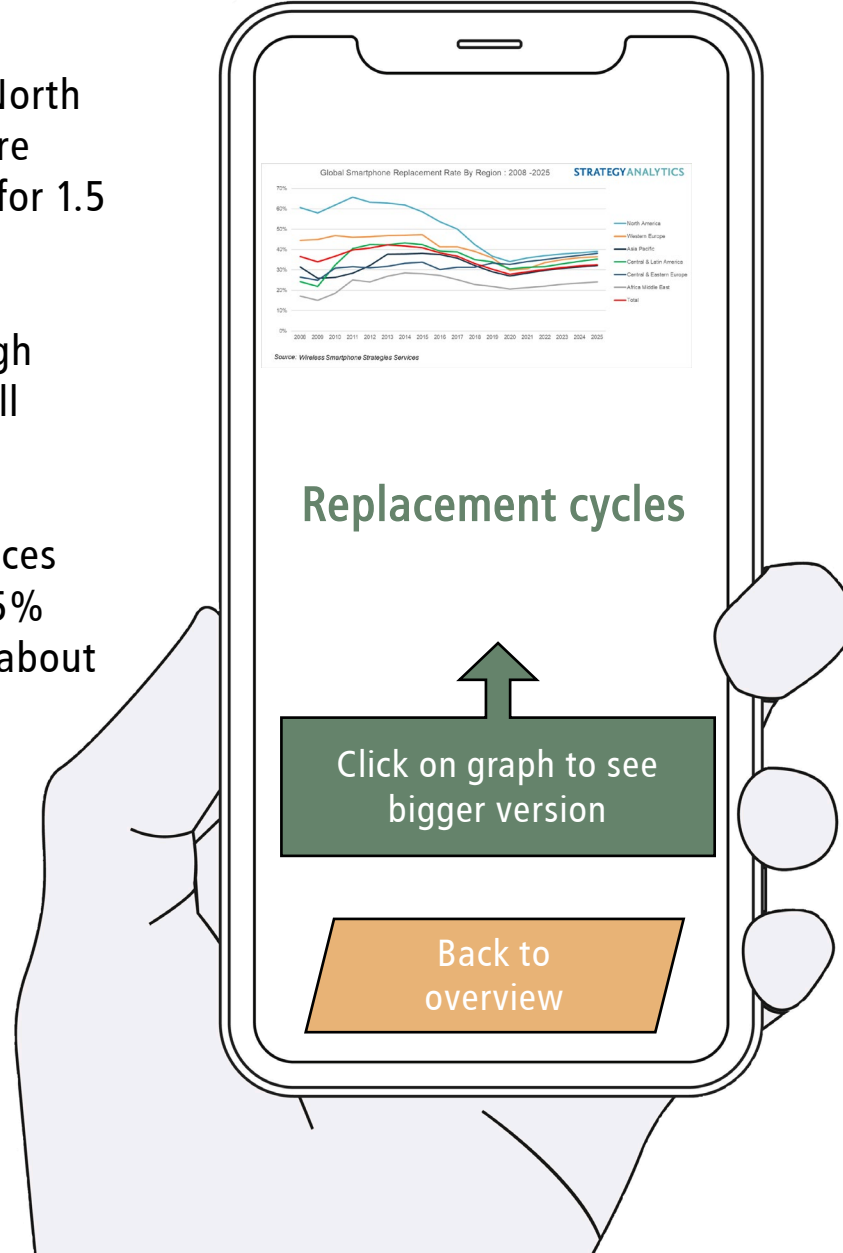 North
re
for 1.5
gh
ll
ces
5%
about
Global Smartphone Replacement Rate By Region : 2008 -2025
STRATEGYANALYTICS
70%
60%
50%
40%
30%
20%
10%
0%
2008 2009 2010 2011 2012 2013 2014 2015 2016 2017 2018 2019 2020 2021 2022 2023 2024 2025
North America
Western Europe
Asia Pacific
Central & Latin America
Central & Eastern Europe
Africa Middle East
Total
Source: Wireless Smartphone Strategies Services
Replacement cycles
Click on graph to see
bigger version
Back to
overview